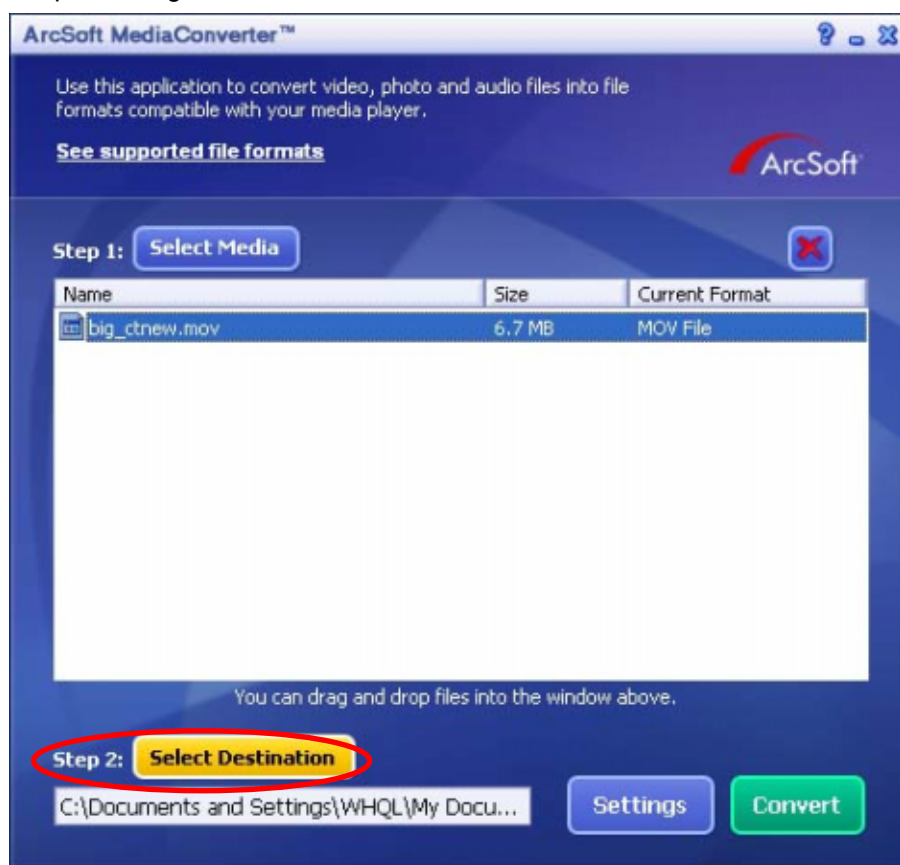 ArcSoft MediaConverter™
Use this application to convert video, photo and audio files into file
formats compatible with your media player.
See supported file formats
ArcSoft
Step 1: Select Media
Name Size Current Format
big_ctnew.mov 6.7 MB MOV File
You can drag and drop files into the window above.
Step 2: Select Destination
C:\Documents and Settings\WHQL\My Docu... Settings Convert